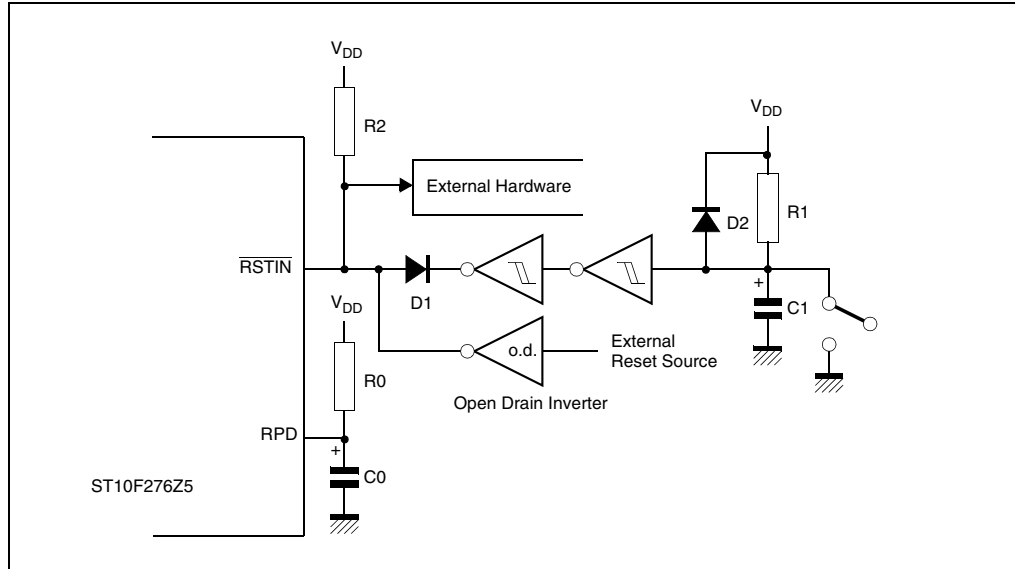 V_DD
R2
V_DD
External Hardware
R1
D2
RSTIN
D1
+
C1
V_DD
External
Reset Source
o.d.
R0
Open Drain Inverter
RPD
+
C0
ST10F276Z5